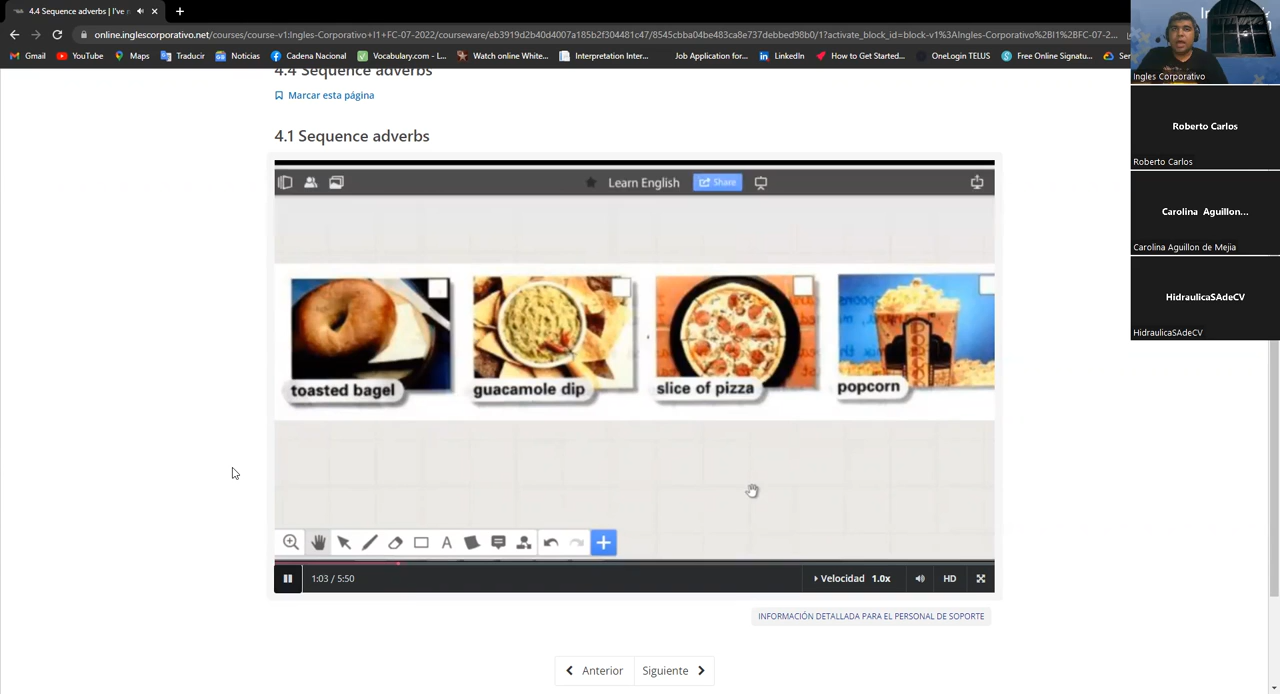 4.4 Sequence adverbs | I've n
online.inglescorporativo.net/courses/course-v1:Ingles-Corporativo+I1+FC-07-2022/courseware/eb3919d2b40d4007a185b2f304481c47/8545cbba04be483ca8e737debbed98b0/1?activate_block_id=block-v1%3AIngles-Corporativo%2BI1%2BFC-07-2...
Gmail YouTube Maps Traducir Noticias Cadena Nacional Vocabulary.com - L... Watch online White... Interpretation Inter... Job Application for... LinkedIn How to Get Started... OneLogin TELUS Free Online Signatu... Ser
Ingles Corporativo
4.4 Sequence adverbs
Marcar esta página
Roberto Carlos
Roberto Carlos
4.1 Sequence adverbs
Learn English Share
Carolina Aguillon...
Carolina Aguillon de Mejia
HidraulicaSAdeCV
HidraulicaSAdeCV
toasted bagel
guacamole dip
slice of pizza
popcorn
A
1:03 / 5:50 Velocidad 1.0x HD
INFORMACIÓN DETALLADA PARA EL PERSONAL DE SOPORTE
Anterior Siguiente